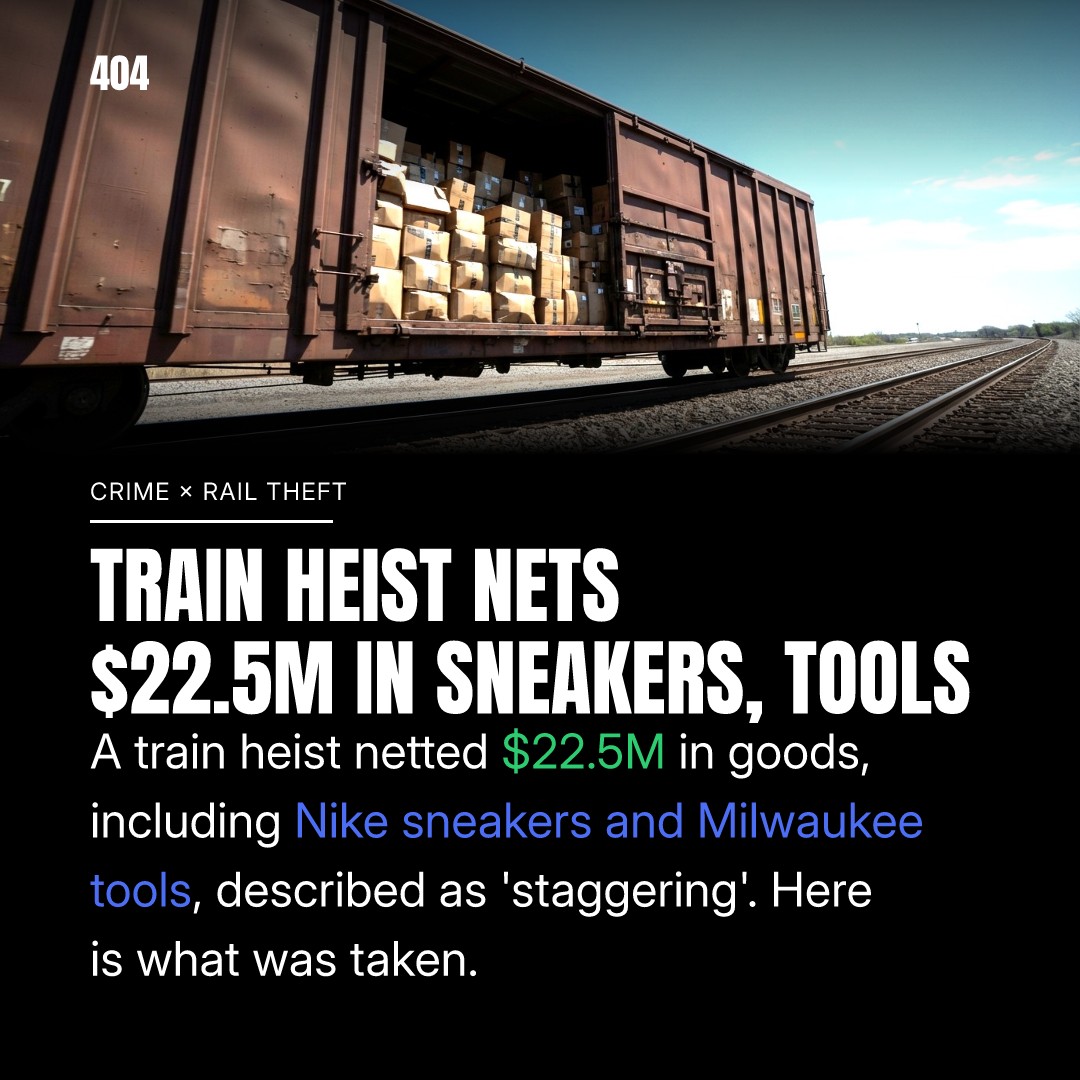 404
7
CRIME × RAIL THEFT
TRAIN HEIST NETS
$22.5M IN SNEAKERS, TOOLS
A train heist netted $22.5M in goods,
including Nike sneakers and Milwaukee
tools, described as 'staggering'. Here
is what was taken.